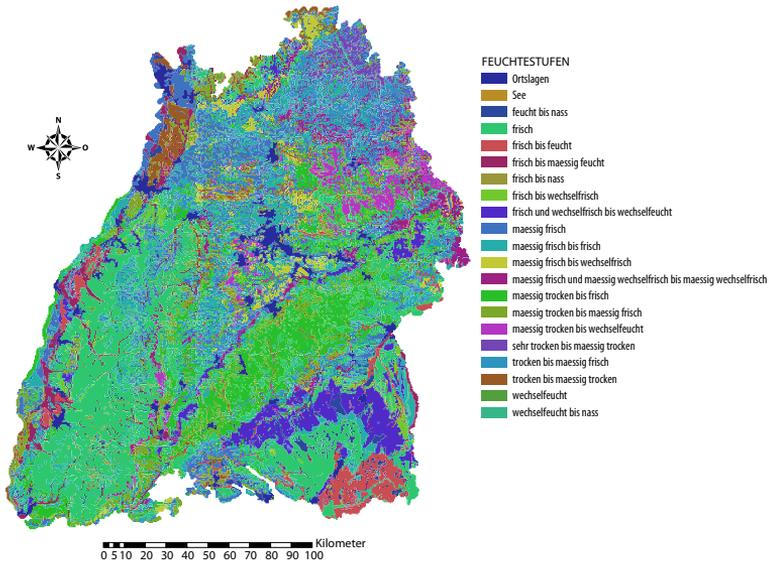 FEUCHTESTUFEN
Ortslagen
See
feucht bis nass
frisch
frisch bis feucht
frisch bis maessig feucht
frisch bis nass
frisch bis wechselfrisch
frisch und wechselfrisch bis wechselfeucht
maessig frisch
maessig frisch bis frisch
maessig frisch bis wechselfrisch
maessig frisch und maessig wechselfrisch bis maessig wechselfrisch
maessig trocken bis frisch
maessig trocken bis maessig frisch
maessig trocken bis wechselfeucht
sehr trocken bis maessig trocken
trocken bis maessig frisch
trocken bis maessig trocken
wechselfeucht
wechselfeucht bis nass
N
W O
S
Kilometer
0 5 10 20 30 40 50 60 70 80 90 100